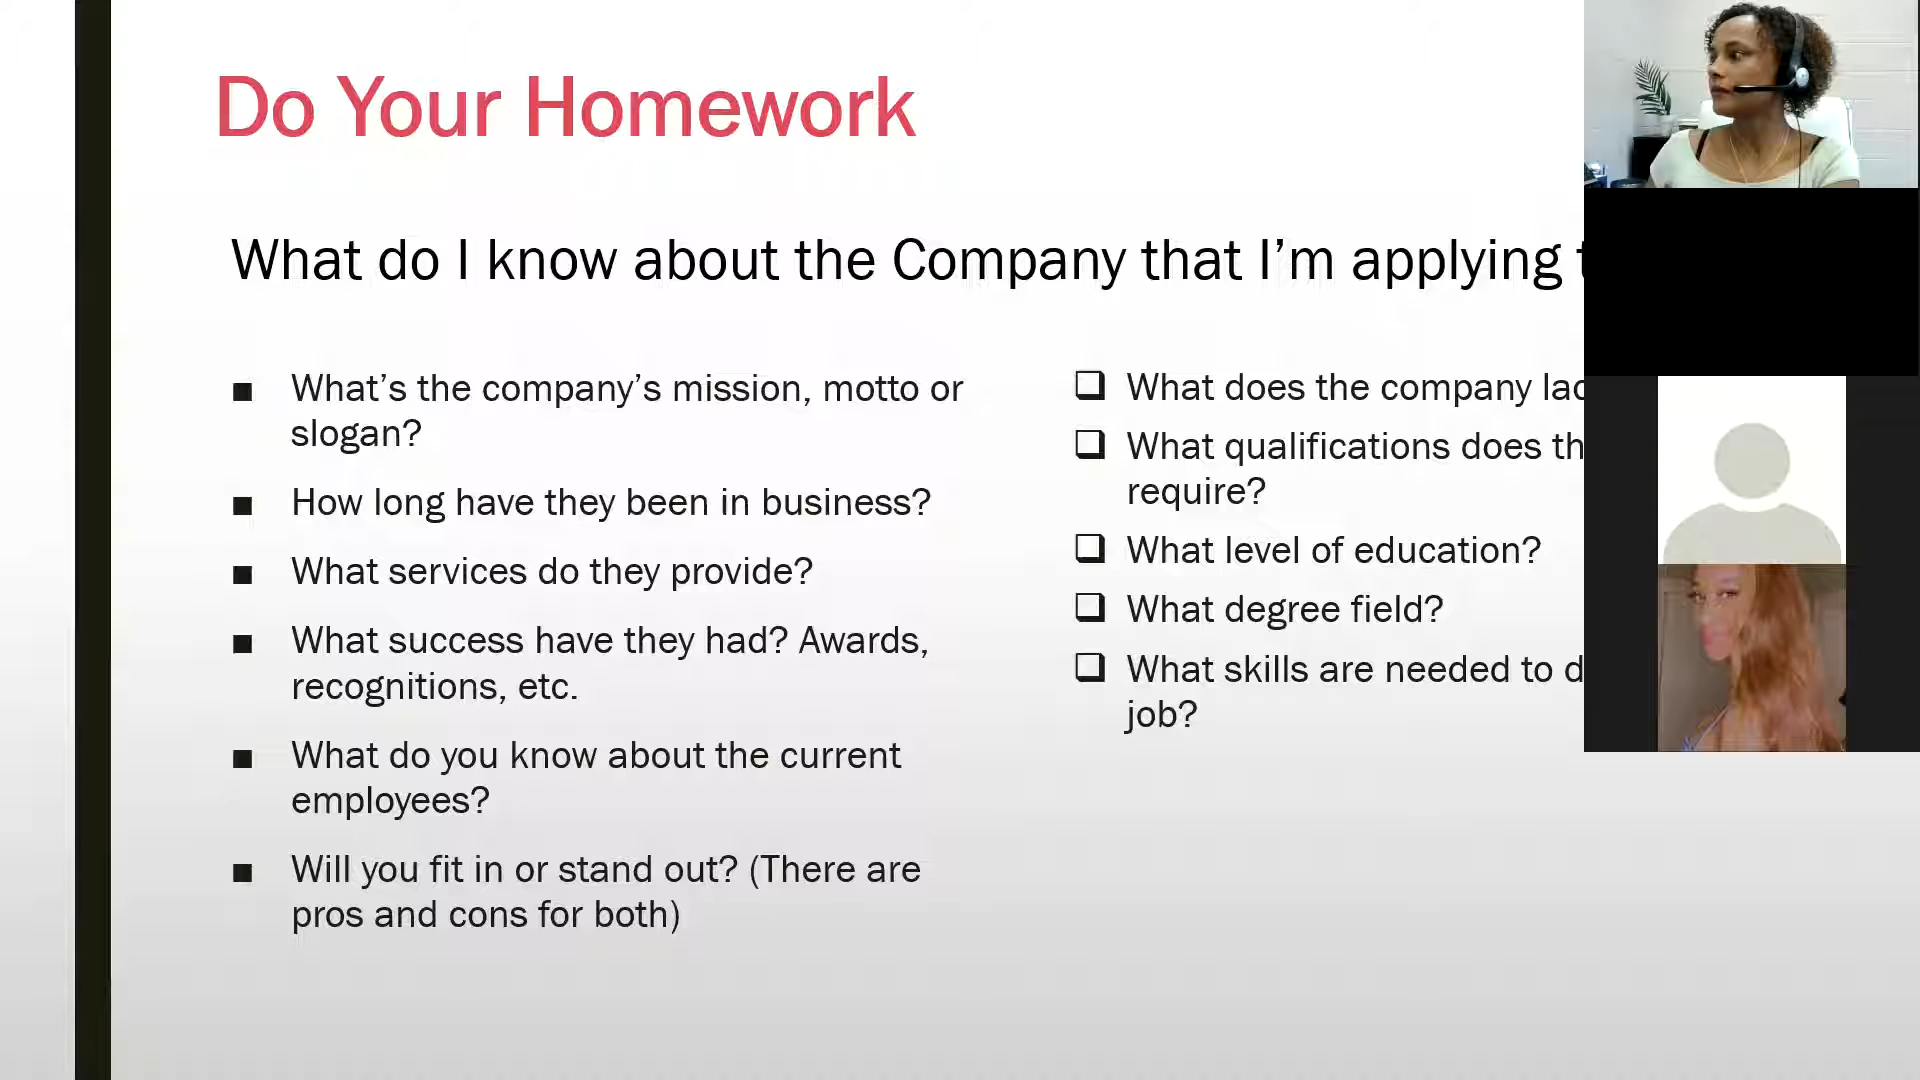 Do Your Homework
What do I know about the Company that I'm applying
What's the company's mission, motto or
slogan?
How long have they been in business?
What services do they provide?
What success have they had? Awards,
recognitions, etc.
What do you know about the current
employees?
Will you fit in or stand out? (There are
pros and cons for both)
What does the company
What qualifications does
require?
What level of education?
What degree field?
What skills are needed to
job?